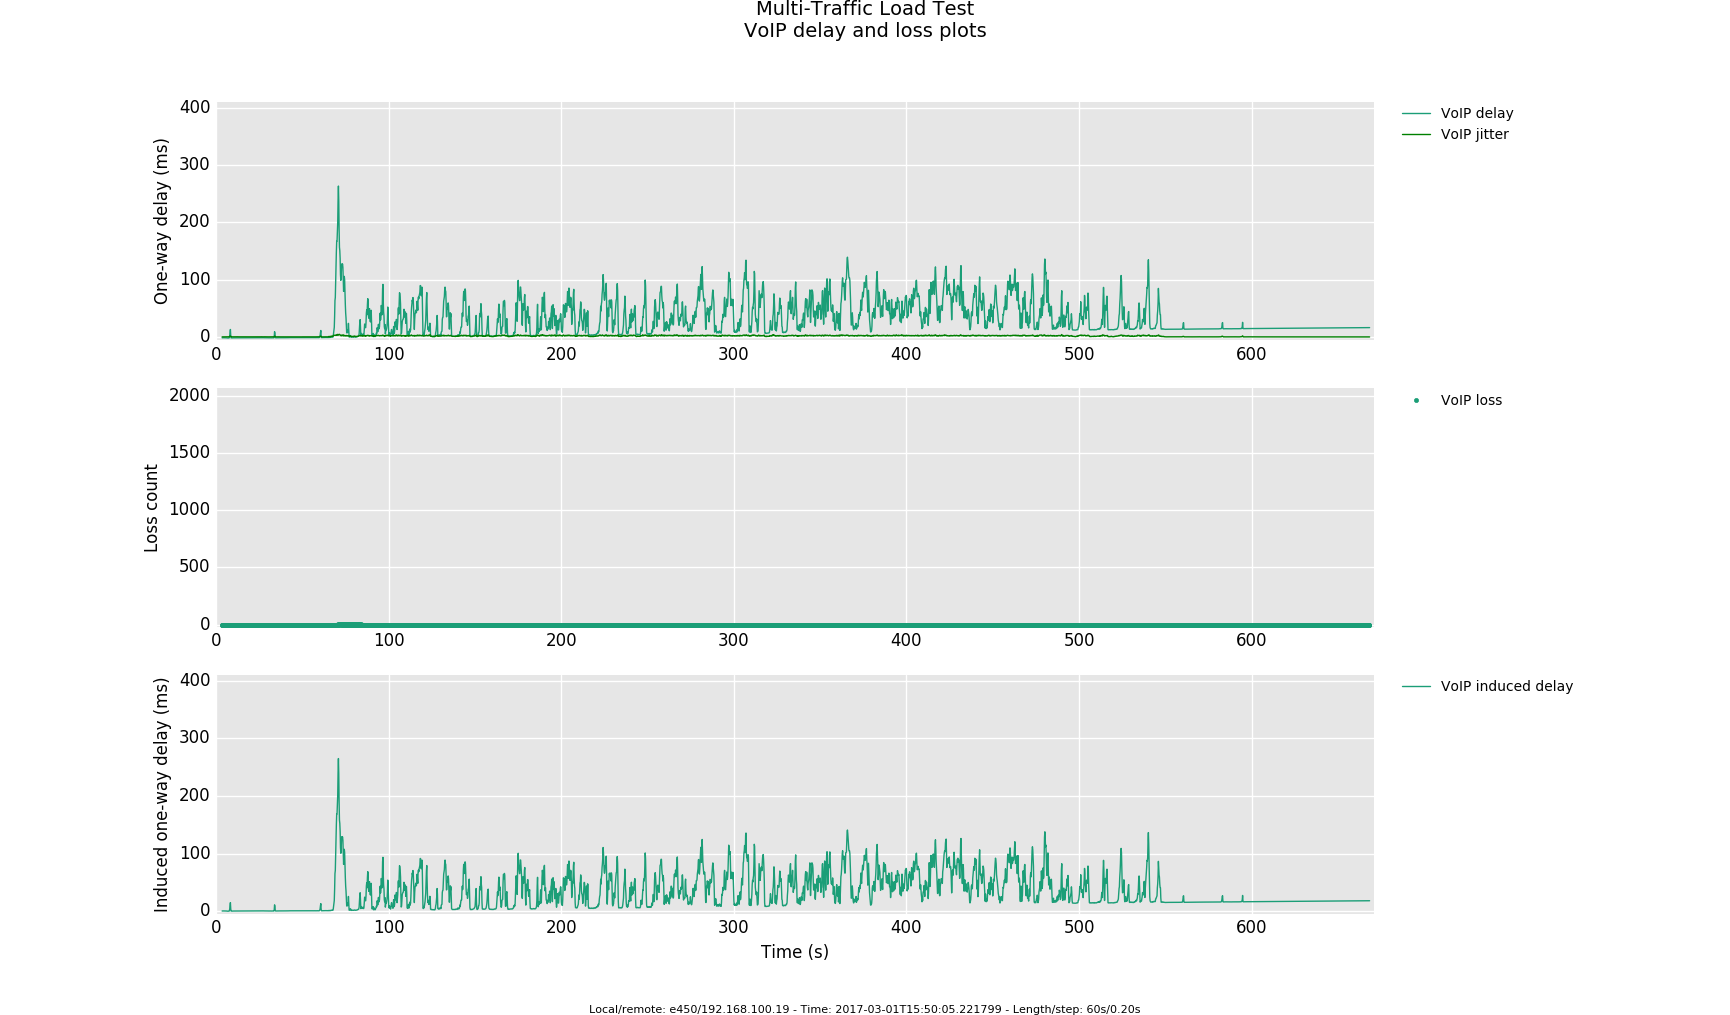 Multi-Traffic Load Test
VoIP delay and loss plots
400
300
200
100
0
One-way delay (ms)
0 100 200 300 400 500 600
VoIP delay
VoIP jitter
2000
1500
1000
500
0
Loss count
0 100 200 300 400 500 600
VoIP loss
400
300
200
100
0
Induced one-way delay (ms)
0 100 200 300 400 500 600
Time (s)
VoIP induced delay
Local/remote: e450/192.168.100.19 - Time: 2017-03-01T15:50:05.221799 - Length/step: 60s/0.20s